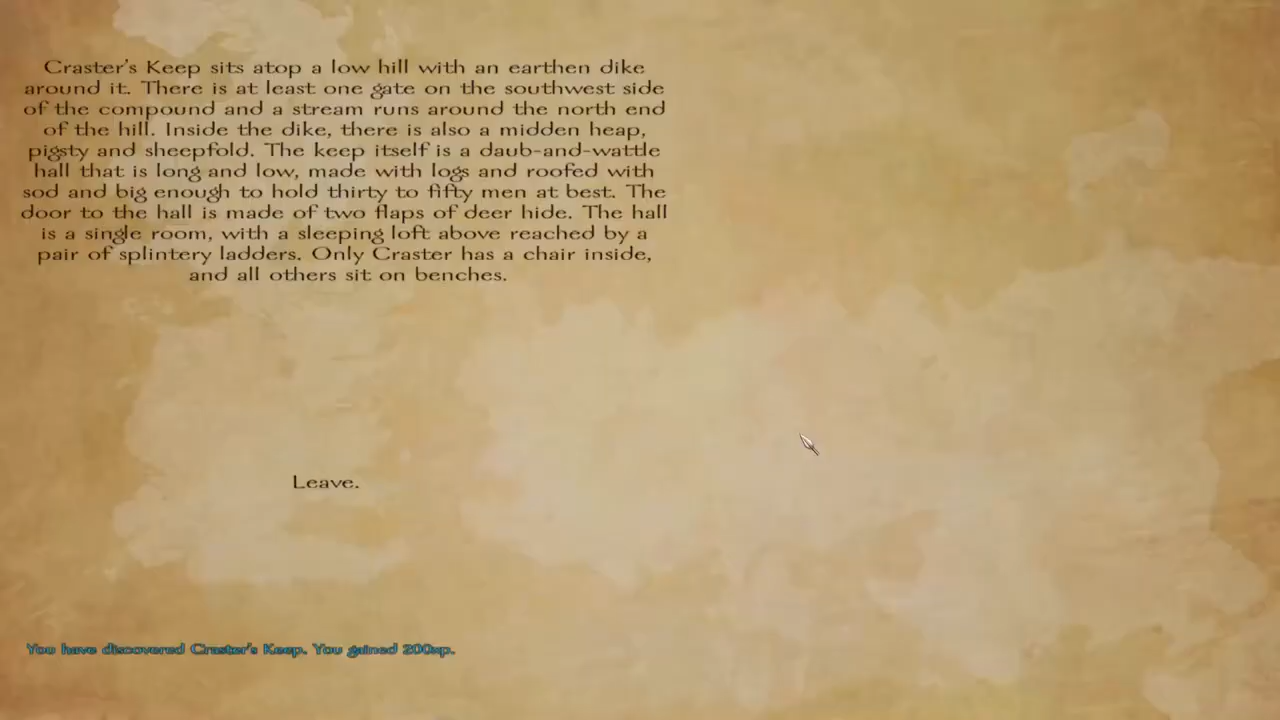 Craster's Keep sits atop a low hill with an earthen dike
around it. There is at least one gate on the southwest side
of the compound and a stream runs around the north end
of the hill. Inside the dike, there is also a midden heap,
pigsty and sheepfold. The keep itself is a daub-and-wattle
hall that is long and low, made with logs and roofed with
sod and big enough to hold thirty to fifty men at best. The
door to the hall is made of two flaps of deer hide. The hall
is a single room, with a sleeping loft above reached by a
pair of splintery ladders. Only Craster has a chair inside,
and all others sit on benches.
Leave.
You have discovered Craster's Keep. You gained 200xp.